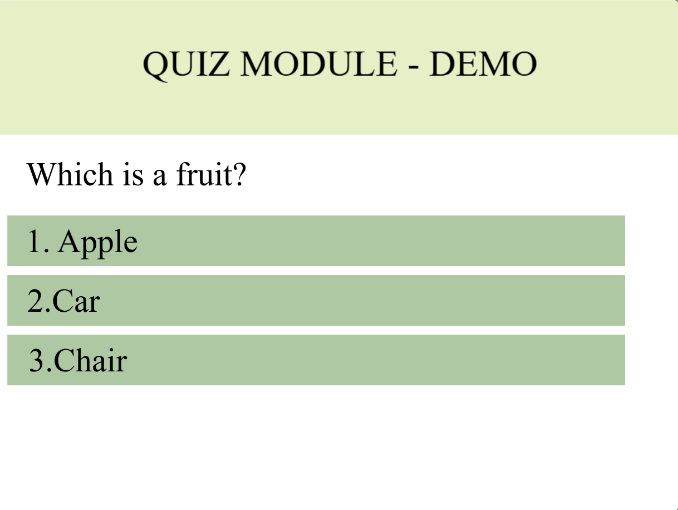 QUIZ MODULE - DEMO
Which is a fruit?
1. Apple
2.Car
3.Chair